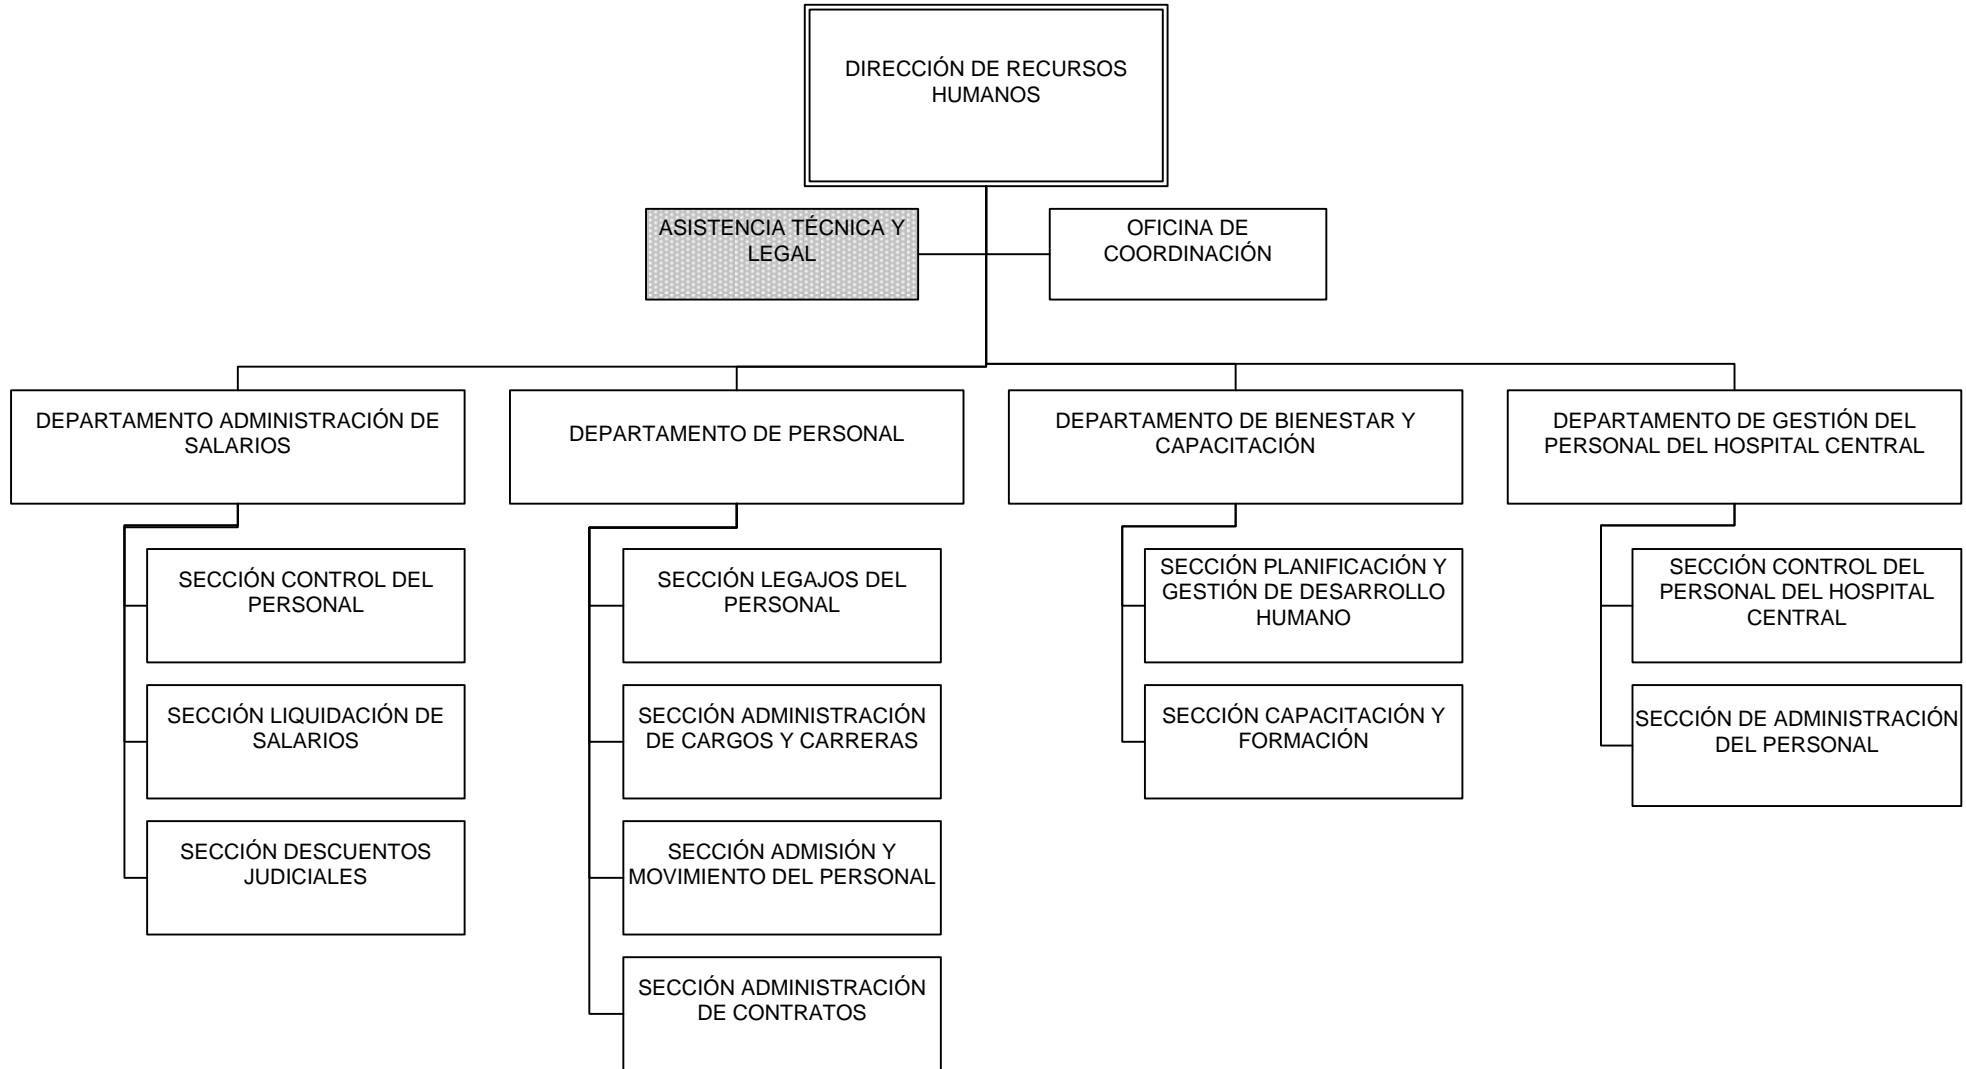 DIRECCIÓN DE RECURSOS
HUMANOS
ASISTENCIA TÉCNICA Y
LEGAL
OFICINA DE
COORDINACIÓN
DEPARTAMENTO ADMINISTRACIÓN DE
SALARIOS
DEPARTAMENTO DE PERSONAL
DEPARTAMENTO DE BIENESTAR Y
CAPACITACIÓN
DEPARTAMENTO DE GESTIÓN DEL
PERSONAL DEL HOSPITAL CENTRAL
SECCIÓN CONTROL DEL
PERSONAL
SECCIÓN LIQUIDACIÓN DE
SALARIOS
SECCIÓN DESCUENTOS
JUDICIALES
SECCIÓN LEGAJOS DEL
PERSONAL
SECCIÓN ADMINISTRACIÓN
DE CARGOS Y CARRERAS
SECCIÓN ADMISIÓN Y
MOVIMIENTO DEL PERSONAL
SECCIÓN ADMINISTRACIÓN
DE CONTRATOS
SECCIÓN PLANIFICACIÓN Y
GESTIÓN DE DESARROLLO
HUMANO
SECCIÓN CAPACITACIÓN Y
FORMACIÓN
SECCIÓN CONTROL DEL
PERSONAL DEL HOSPITAL
CENTRAL
SECCIÓN DE ADMINISTRACIÓN
DEL PERSONAL